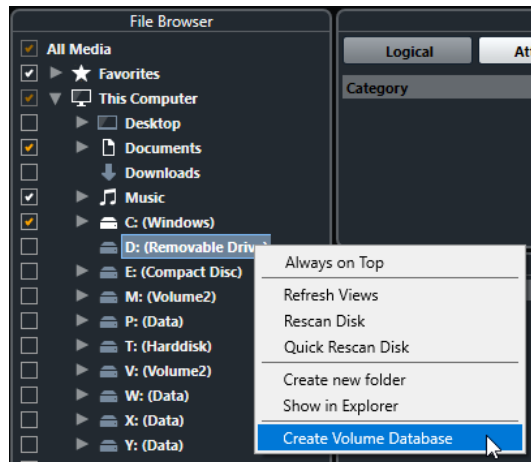 File Browser
All Media
Favorites
This Computer
Desktop
Documents
Downloads
Music
C: (Windows)
D: (Removable Drive)
E: (Compact Disc)
M: (Volume2)
P: (Data)
T: (Harddisk)
V: (Volume2)
W: (Data)
X: (Data)
Y: (Data)
Logical
Category
Always on Top
Refresh Views
Rescan Disk
Quick Rescan Disk
Create new folder
Show in Explorer
Create Volume Database